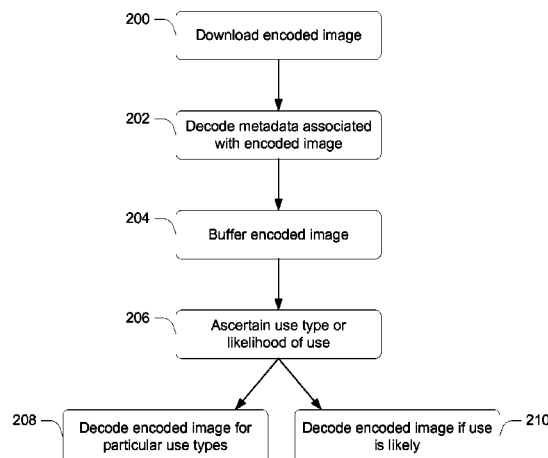 200
Download encoded image
202
Decode metadata associated
with encoded image
204
Buffer encoded image
206
Ascertain use type or
likelihood of use
208
Decode encoded image for
particular use types
Decode encoded image if use
is likely
210